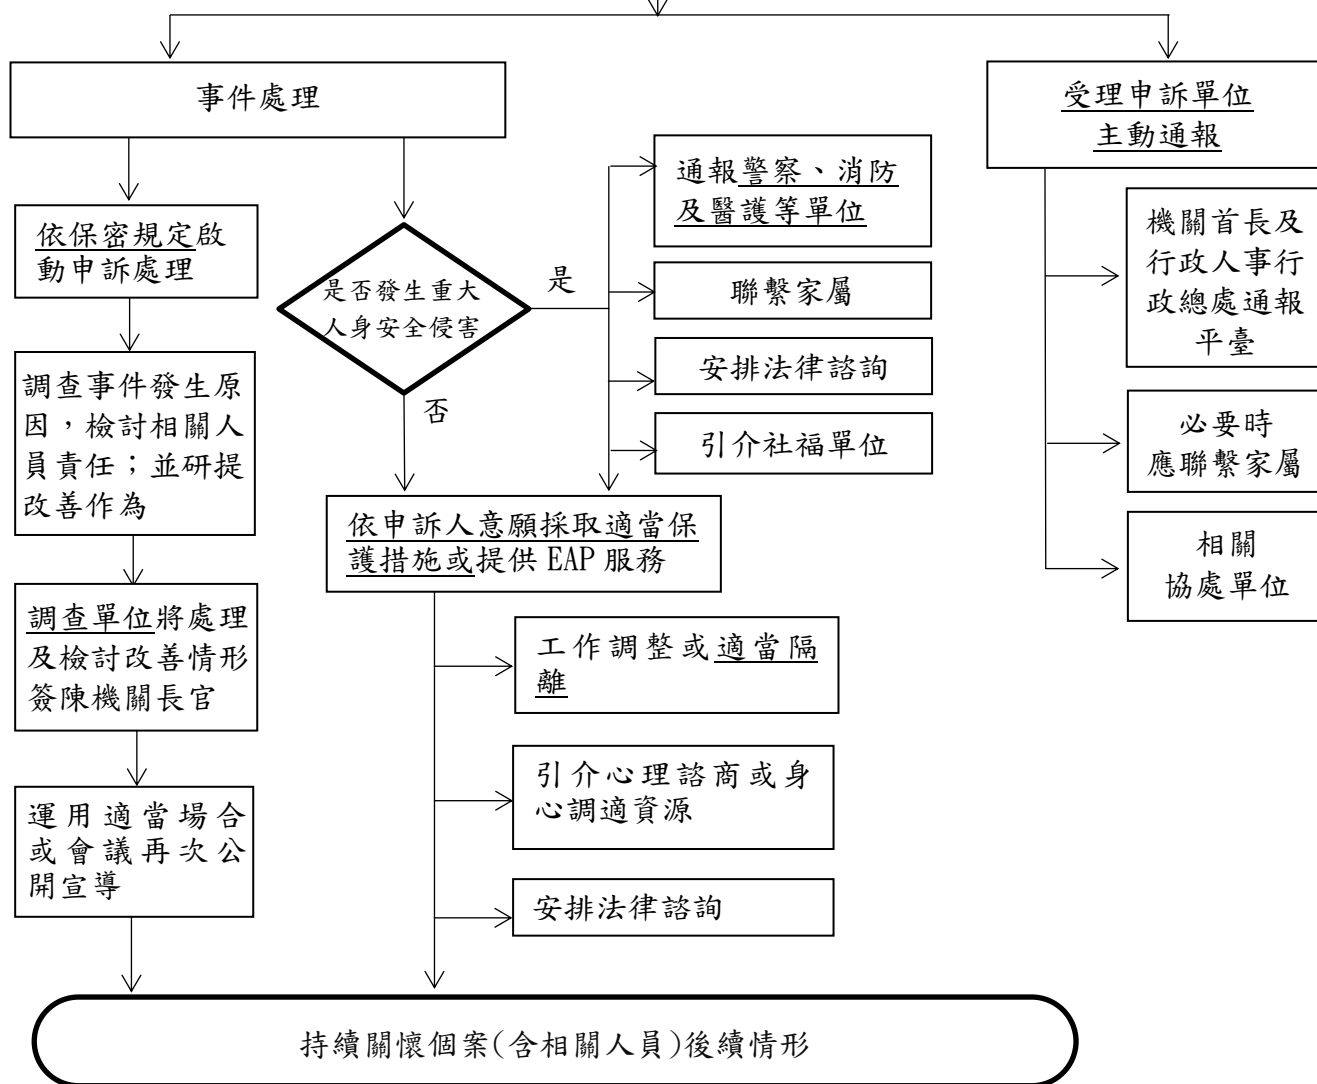 事件處理
受理申訴單位
主動通報
依保密規定啟
動申訴處理
調查事件發生原
因，檢討相關人
員責任；並研提
改善作為
調查單位將處理
及檢討改善情形
簽陳機關長官
運用適當場合
或會議再次公
開宣導
是否發生重大
人身安全侵害
是
否
通報警察、消防
及醫護等單位
聯繫家屬
安排法律諮詢
引介社福單位
依申訴人意願採取適當保
護措施或提供 EAP 服務
工作調整或適當隔
離
引介心理諮商或身
心調適資源
安排法律諮詢
機關首長及
行政人事行
政總處通報
平臺
必要時
應聯繫家屬
相關
協處單位
持續關懷個案(含相關人員)後續情形